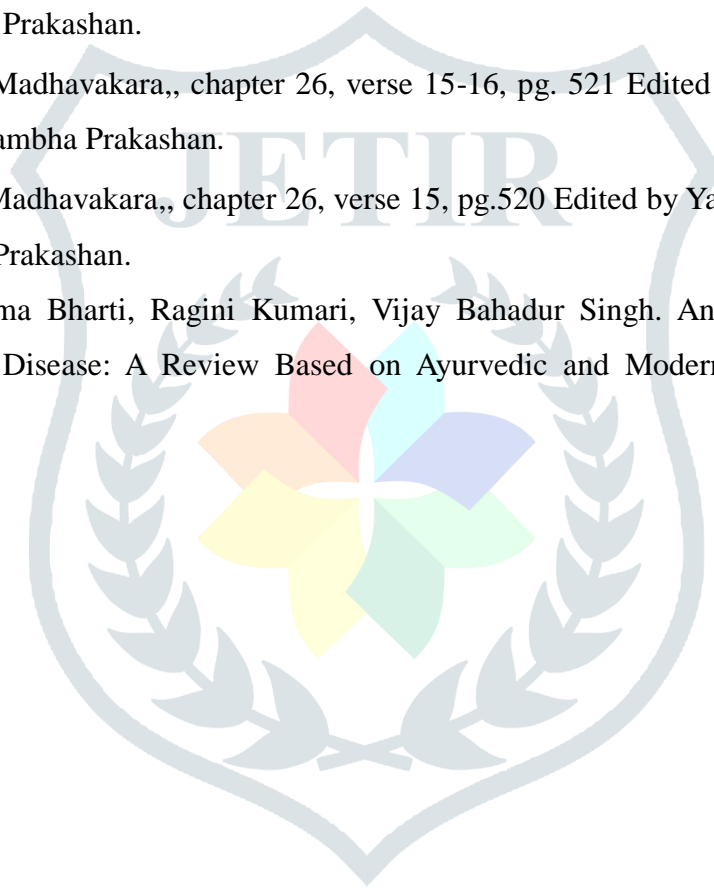 Prakashan.
Madhavakara,, chapter 26, verse 15-16, pg. 521 Edited
ambha Prakashan.
Madhavakara,, chapter 26, verse 15, pg.520 Edited by Ya
Prakashan.
ma Bharti, Ragini Kumari, Vijay Bahadur Singh. An
Disease: A Review Based on Ayurvedic and Modern
JETIR